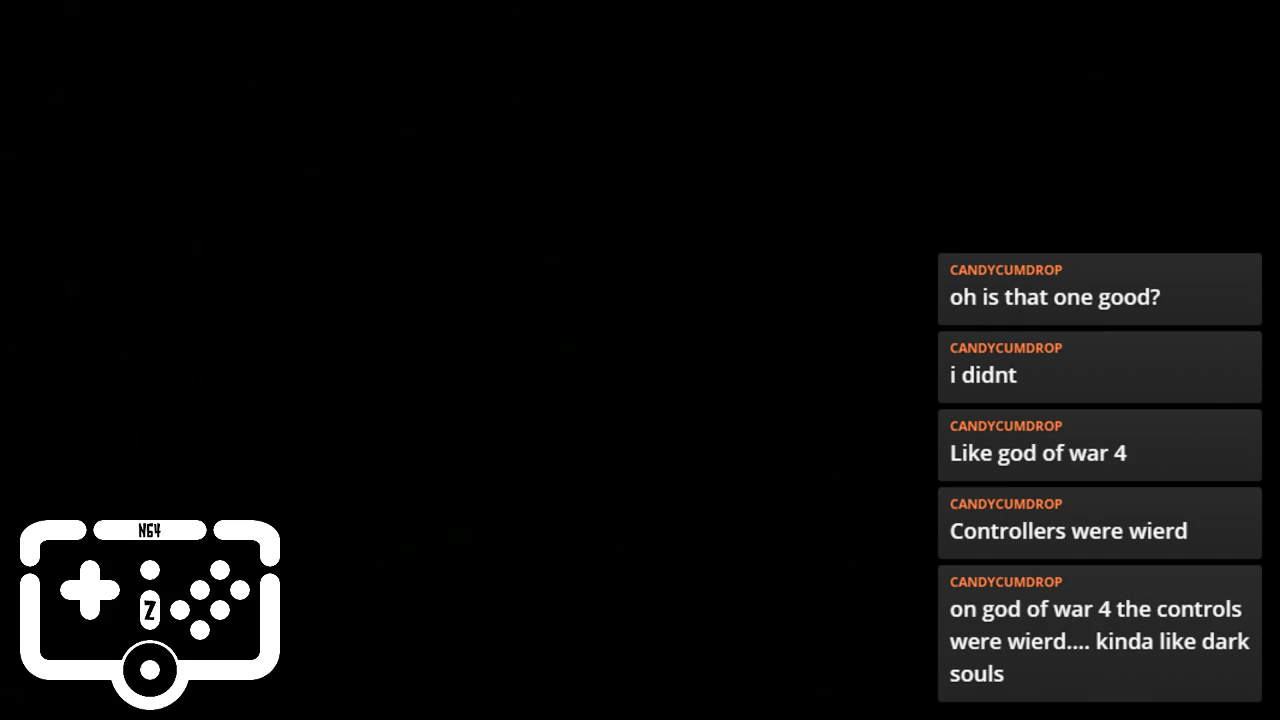 CANDYCUMDROP
oh is that one good?
CANDYCUMDROP
i didnt
CANDYCUMDROP
Like god of war 4
CANDYCUMDROP
Controllers were wierd
CANDYCUMDROP
on god of war 4 the controls
were wierd.... kinda like dark
souls
N64
Z